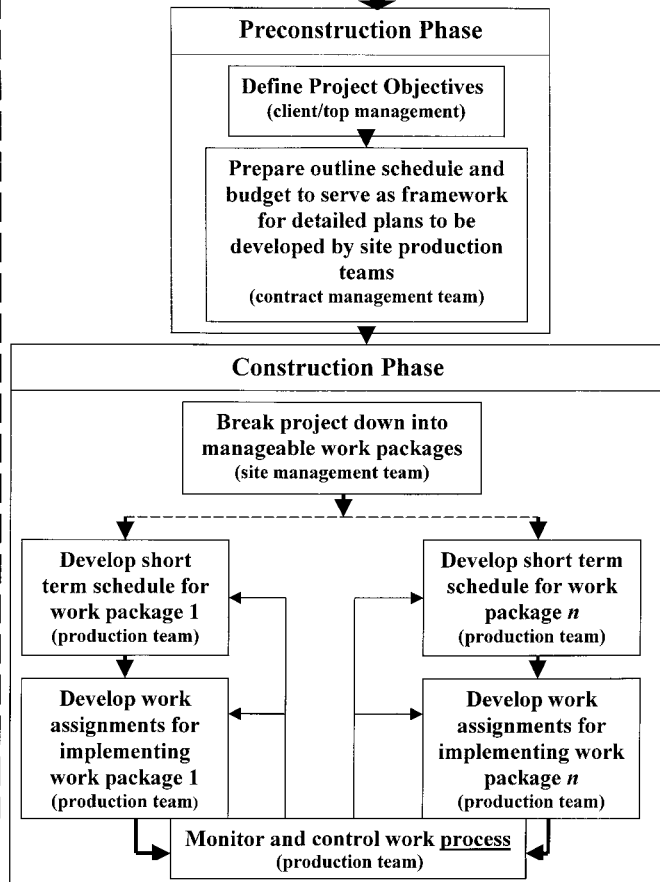 Preconstruction Phase
Define Project Objectives
(client/top management)
Prepare outline schedule and
budget to serve as framework
for detailed plans to be
developed by site production
teams
(contract management team)
Construction Phase
Break project down into
manageable work packages
(site management team)
Develop short
term schedule for
work package 1
(production team)
Develop short term
schedule for work
package n
(production team)
Develop work
assignments for
implementing
work package 1
(production team)
Develop work
assignments for
implementing work
package n
(production team)
Monitor and control work process
(production team)